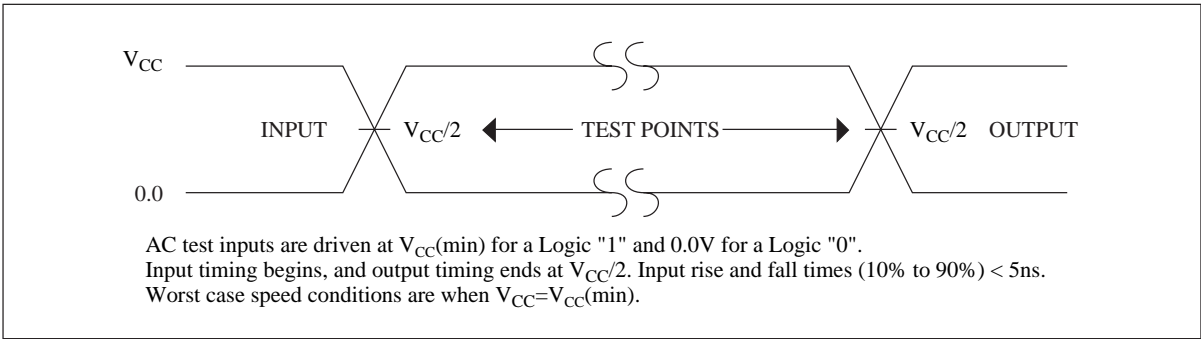 VCC
INPUT VCC/2 TEST POINTS VCC/2 OUTPUT
0.0
AC test inputs are driven at VCC(min) for a Logic "1" and 0.0V for a Logic "0".
Input timing begins, and output timing ends at VCC/2. Input rise and fall times (10% to 90%) < 5ns.
Worst case speed conditions are when VCC=VCC(min).